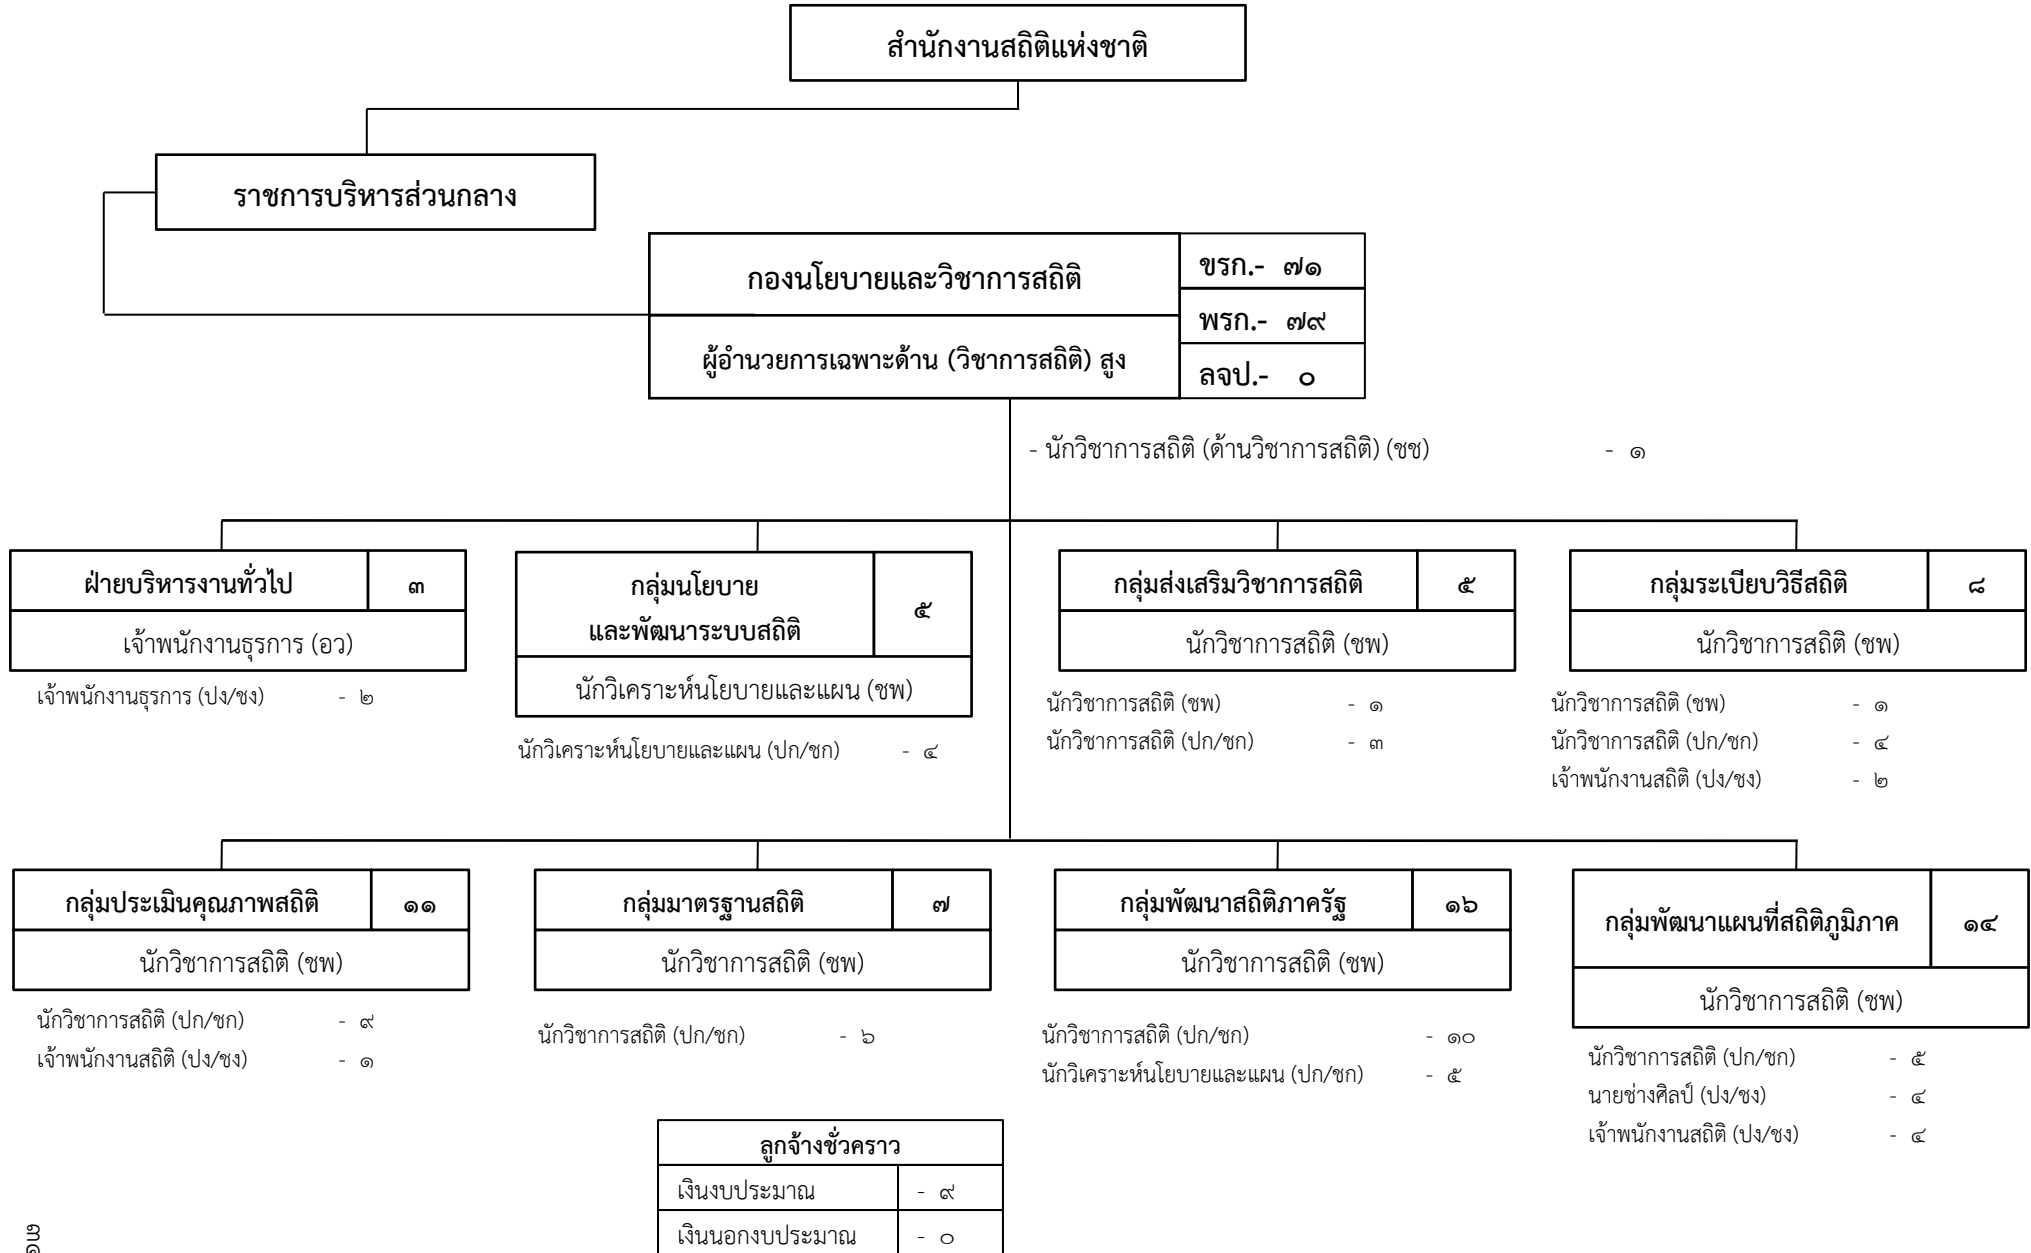 สำนักงานสถิติแห่งชาติ
ราชการบริหารส่วนกลาง
กองนโยบายและวิชาการสถิติ
ผู้อำนวยการเฉพาะด้าน (วิชาการสถิติ) สูง
ขรก.- ๗๑
พรก.- ๗๙
ลจป.- ๐
- นักวิชาการสถิติ (ด้านวิชาการสถิติ) (ชช) - ๑
ฝ่ายบริหารงานทั่วไป ๓
เจ้าพนักงานธุรการ (อว)
เจ้าพนักงานธุรการ (ปง/ชง) - ๒
กลุ่มนโยบาย
และพัฒนาระบบสถิติ ๕
นักวิเคราะห์นโยบายและแผน (ชพ)
นักวิเคราะห์นโยบายและแผน (ปก/ชก) - ๔
กลุ่มส่งเสริมวิชาการสถิติ ๕
นักวิชาการสถิติ (ชพ)
นักวิชาการสถิติ (ชพ) - ๑
นักวิชาการสถิติ (ปก/ชก) - ๓
กลุ่มระเบียบวิธีสถิติ ๘
นักวิชาการสถิติ (ชพ)
นักวิชาการสถิติ (ชพ) - ๑
นักวิชาการสถิติ (ปก/ชก) - ๔
เจ้าพนักงานสถิติ (ปง/ชง) - ๒
กลุ่มประเมินคุณภาพสถิติ ๑๑
นักวิชาการสถิติ (ชพ)
นักวิชาการสถิติ (ปก/ชก) - ๙
เจ้าพนักงานสถิติ (ปง/ชง) - ๑
กลุ่มมาตรฐานสถิติ ๗
นักวิชาการสถิติ (ชพ)
นักวิชาการสถิติ (ปก/ชก) - ๖
กลุ่มพัฒนาสถิติภาครัฐ ๑๖
นักวิชาการสถิติ (ชพ)
นักวิชาการสถิติ (ปก/ชก) - ๑๐
นักวิเคราะห์นโยบายและแผน (ปก/ชก) - ๕
กลุ่มพัฒนาแผนที่สถิติภูมิภาค ๑๔
นักวิชาการสถิติ (ชพ)
นักวิชาการสถิติ (ปก/ชก) - ๕
นายช่างศิลป์ (ปง/ชง) - ๔
เจ้าพนักงานสถิติ (ปง/ชง) - ๔
ลูกจ้างชั่วคราว
เงินงบประมาณ - ๙
เงินนอกงบประมาณ - ๐